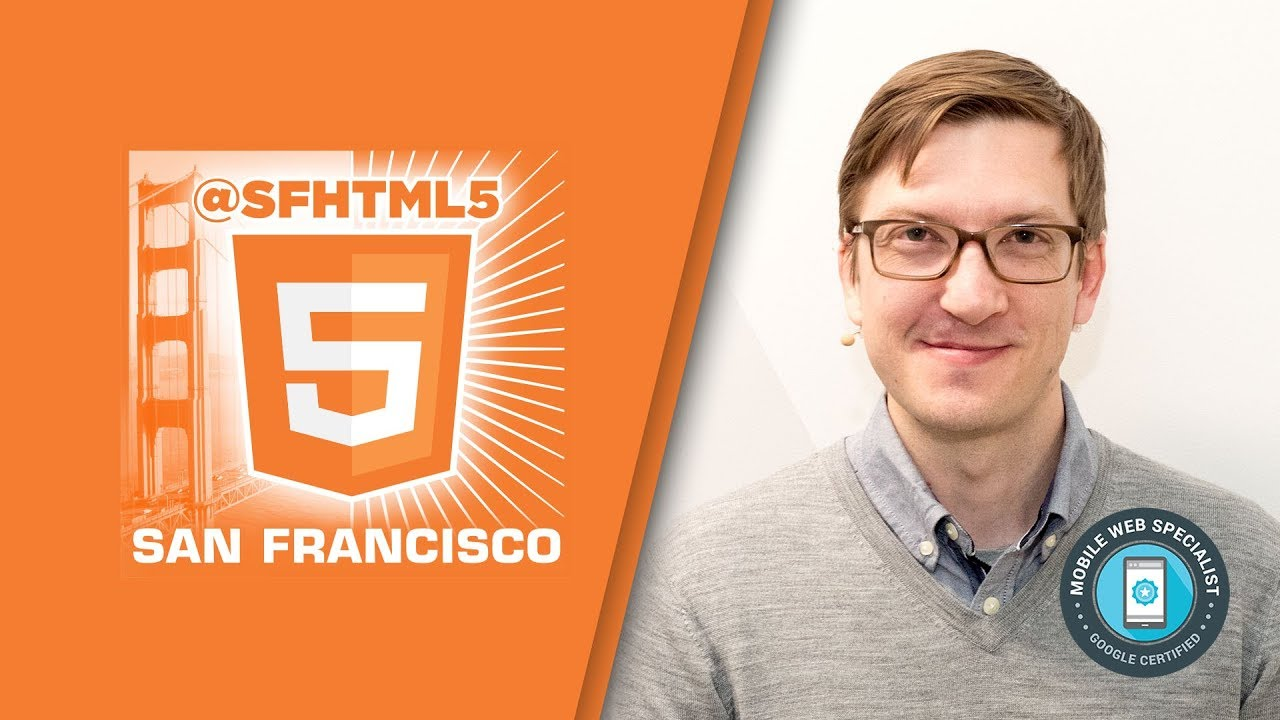 @SFHTML5
5
SAN FRANCISCO
MOBILE WEB SPECIALIST
GOOGLE CERTIFIED